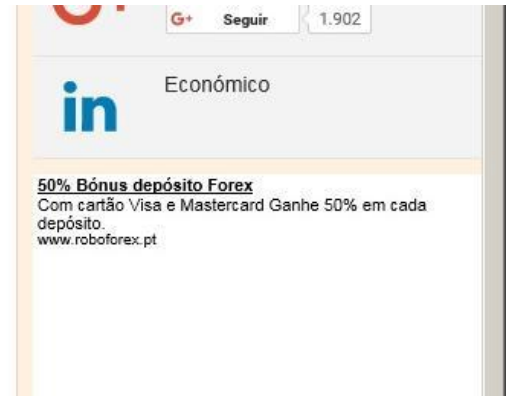 G+ Seguir 1.902
in Económico
50% Bónus depósito Forex
Com cartão Visa e Mastercard Ganhe 50% em cada
depósito.
www.roboforex.pt